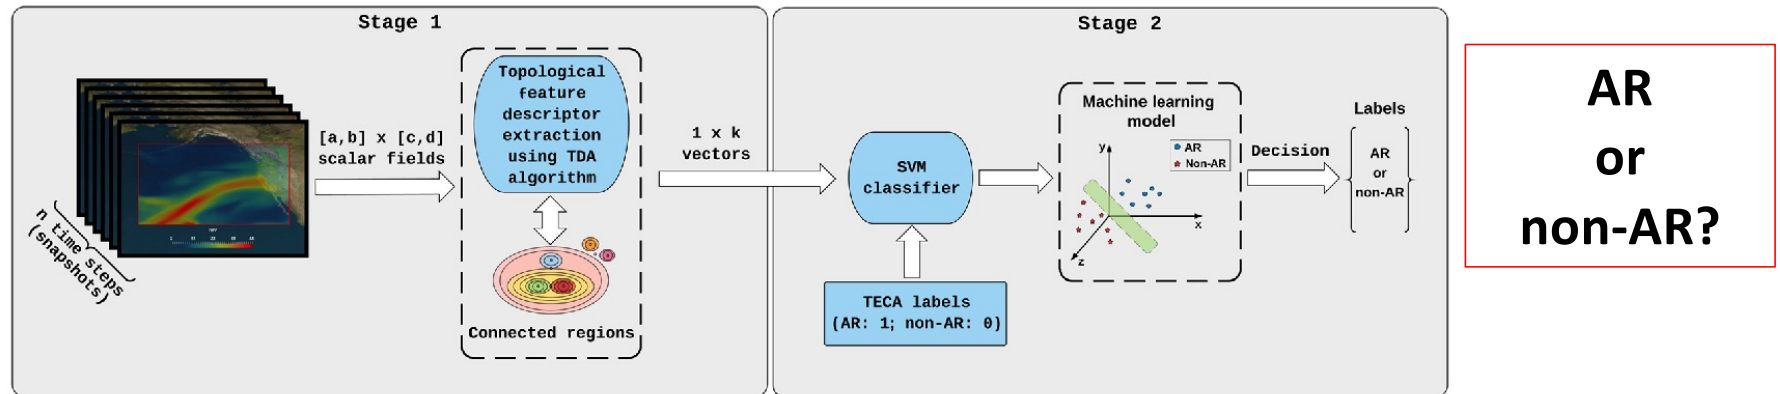 Stage 1
n time steps
(snapshots)
[a,b] x [c,d]
scalar fields
Topological
feature
descriptor
extraction
using TDA
algorithm
Connected regions
1 x k
vectors
Stage 2
SVM
classifier
TECA labels
(AR: 1; non-AR: 0)
Machine learning
model
AR
Non-AR
y
x
z
Decision
Labels
AR
or
non-AR
AR
or
non-AR?